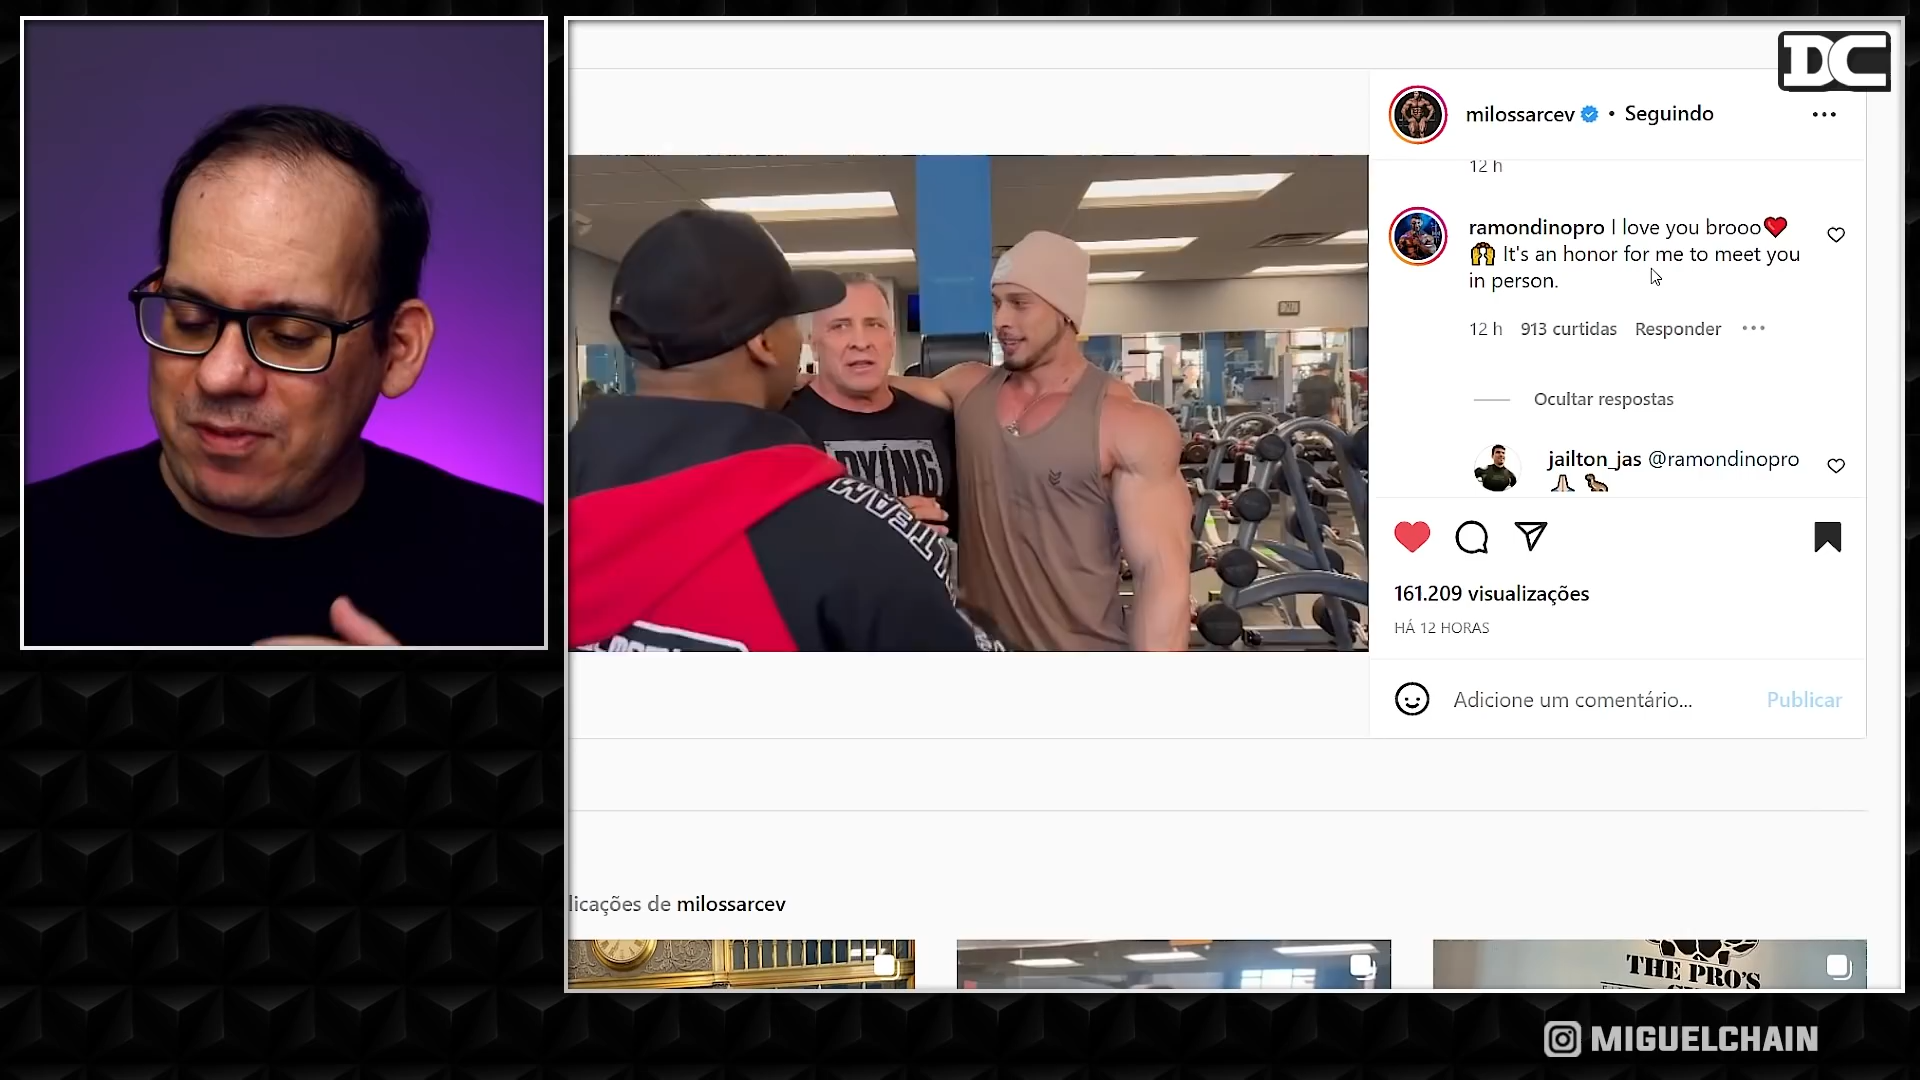 DC
milossarcev • Seguindo
12 h
ramondinopro I love you brooo❤️
🙌 It's an honor for me to meet you
in person.
12 h 913 curtidas Responder
Ocultar respostas
jailton_jas @ramondinopro
161.209 visualizações
HÁ 12 HORAS
Adicione um comentário... Publicar
DYING
licações de milossarcev
THE PRO'S
MIGUELCHAIN